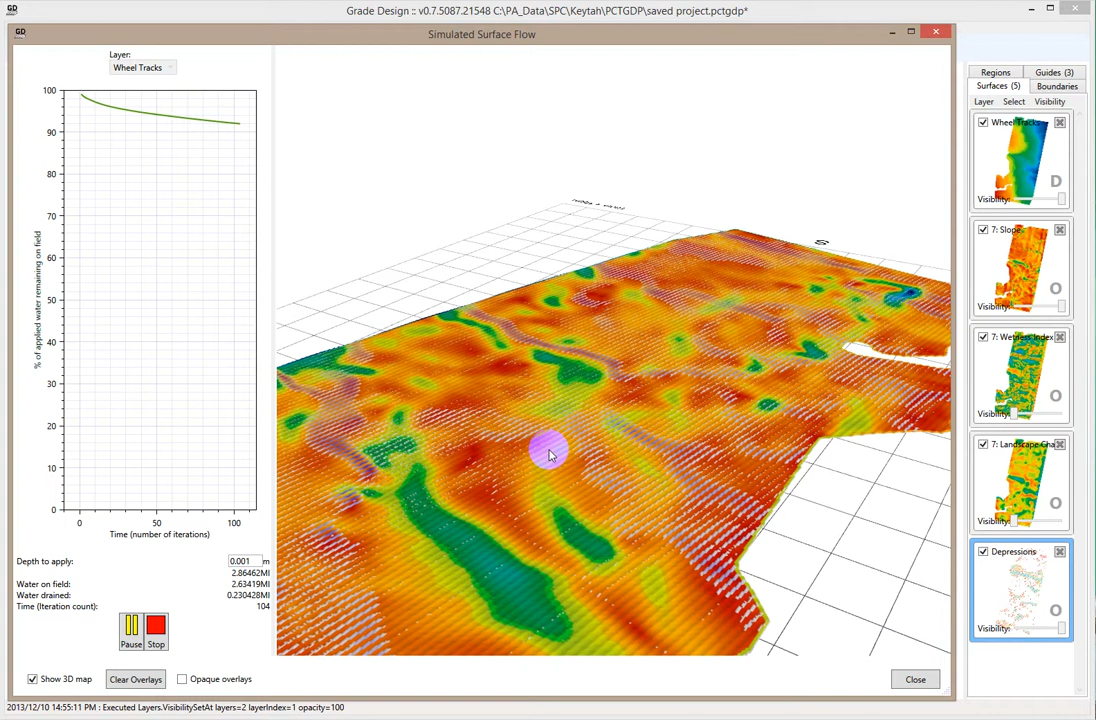 GD
Grade Design :: v0.7.5087.21548 C:\PA_Data\SPC\Keytah\PCTGDP\saved project.pctgdp*
GD
Simulated Surface Flow
Layer:
Wheel Tracks
% of applied water remaining on field
100
90
80
70
60
50
40
30
20
10
0
0 50 100
Time (number of iterations)
Depth to apply: 0.001 m
2.86462Ml
Water on field: 2.63419Ml
Water drained: 0.230428Ml
Time (Iteration count): 104
Pause Stop
Show 3D map
Clear Overlays
Opaque overlays
Close
S
Regions Guides (3)
Surfaces (5) Boundaries
Layer Select Visibility
Wheel Tracks
D
Visibility:
7: Slope
O
Visibility:
7: Wetness Index
O
Visibility:
7: Landscape Cha
O
Visibility:
Depressions
O
Visibility:
2013/12/10 14:55:11 : Executed Layers.VisibilitySetAt layers=2 layerIndex=1 opacity=100